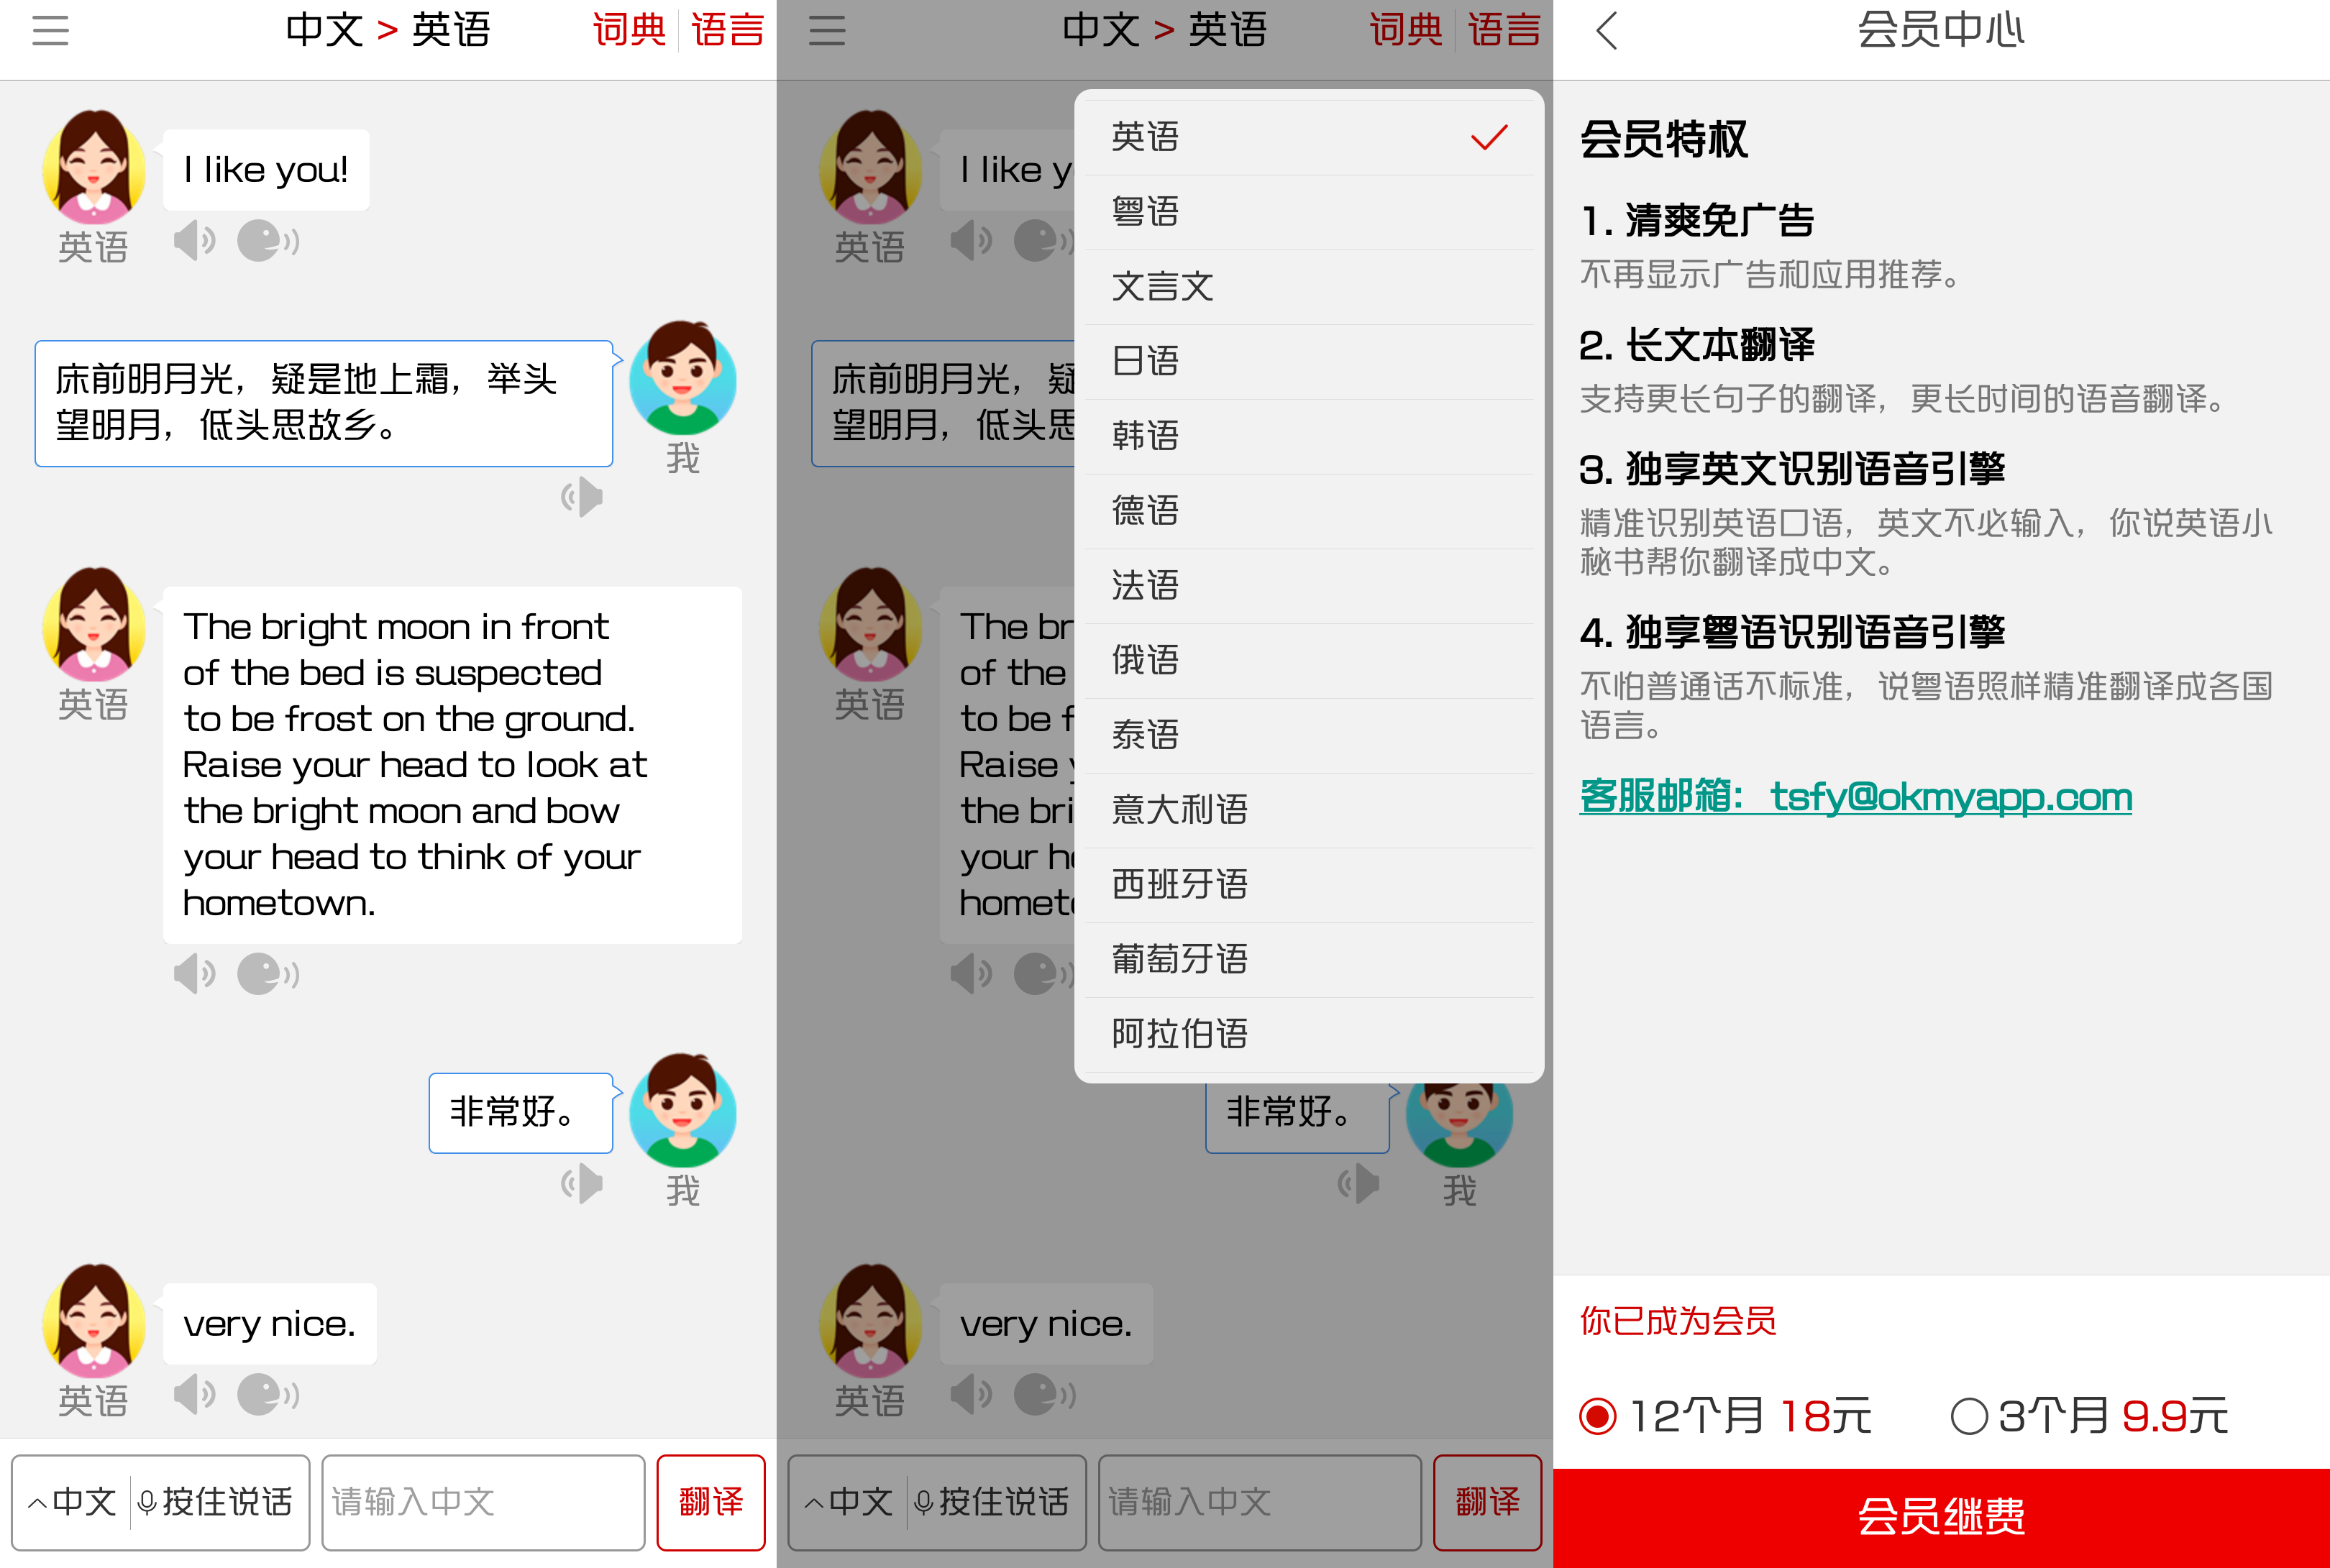 中文 > 英语
词典
语言
I like you!
英语
床前明月光，疑是地上霜，举头
望明月，低头思故乡。
我
The bright moon in front
of the bed is suspected
to be frost on the ground.
Raise your head to look at
the bright moon and bow
your head to think of your
hometown.
英语
非常好。
我
very nice.
英语
中文
按住说话
请输入中文
翻译
中文 > 英语
词典
语言
I like y
英语
床前明月光，疑
望明月，低头思
The br
of the
to be f
Raise y
the bri
your he
homet
英语
英语
粤语
文言文
日语
韩语
德语
法语
俄语
泰语
意大利语
西班牙语
葡萄牙语
阿拉伯语
非常好。
我
very nice.
英语
中文
按住说话
请输入中文
翻译
会员中心
会员特权
1. 清爽免广告
不再显示广告和应用推荐。
2. 长文本翻译
支持更长句子的翻译，更长时间的语音翻译。
3. 独享英文识别语音引擎
精准识别英语口语，英文不必输入，你说英语小
秘书帮你翻译成中文。
4. 独享粤语识别语音引擎
不怕普通话不标准，说粤语照样精准翻译成各国
语言。
客服邮箱：tsfy@okmyapp.com
你已成为会员
12个月 18元
3个月 9.9元
会员继费